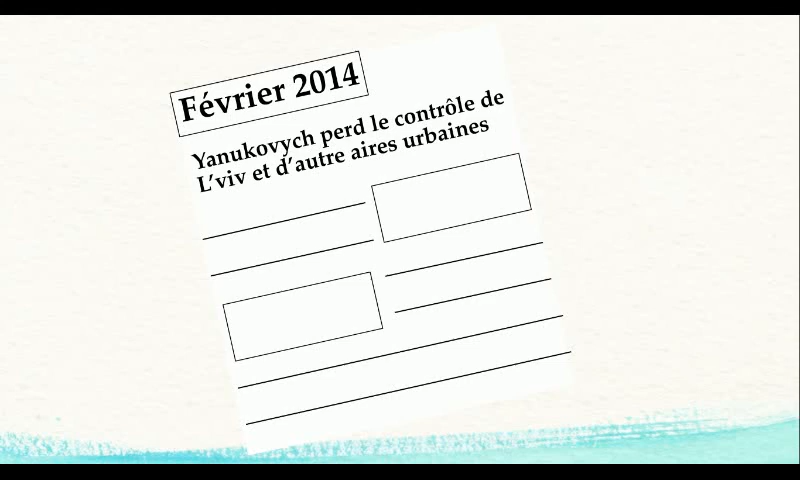 Février 2014
Yanukovych perd le contrôle de
L'viv et d'autre aires urbaines